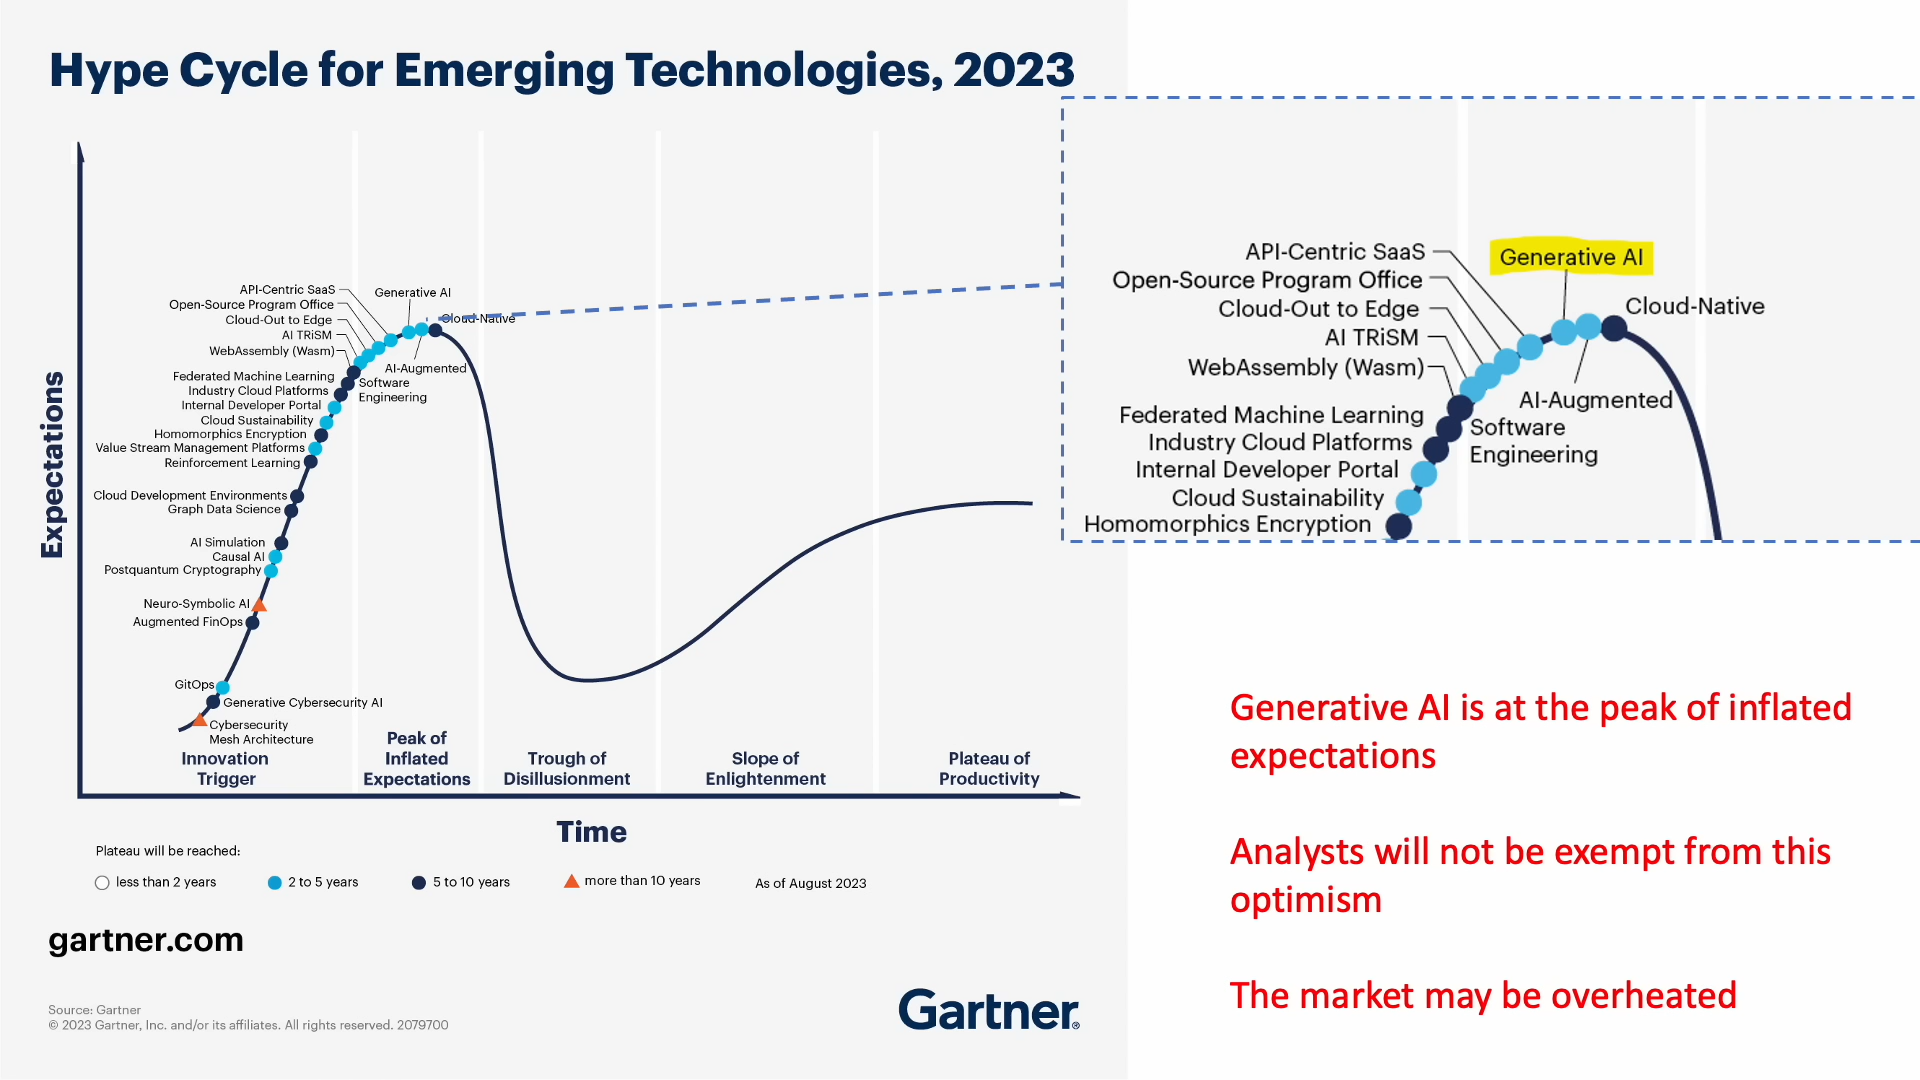 Hype Cycle for Emerging Technologies, 2023
Expectations
API-Centric SaaS
Open-Source Program Office
Cloud-Out to Edge
AI TRiSM
WebAssembly (Wasm)
Federated Machine Learning
Industry Cloud Platforms
Internal Developer Portal
Cloud Sustainability
Homomorphics Encryption
Value Stream Management Platforms
Reinforcement Learning
Cloud Development Environments
Graph Data Science
AI Simulation
Causal AI
Postquantum Cryptography
Neuro-Symbolic AI
Augmented FinOps
GitOps
Generative Cybersecurity AI
Cybersecurity
Mesh Architecture
Generative AI
Cloud-Native
AI-Augmented
Software
Engineering
Innovation
Trigger
Peak of
Inflated
Expectations
Trough of
Disillusionment
Slope of
Enlightenment
Plateau of
Productivity
Time
Plateau will be reached:
less than 2 years
2 to 5 years
5 to 10 years
more than 10 years
As of August 2023
gartner.com
Source: Gartner
© 2023 Gartner, Inc. and/or its affiliates. All rights reserved. 2079700
Gartner®
API-Centric SaaS
Open-Source Program Office
Cloud-Out to Edge
AI TRiSM
WebAssembly (Wasm)
Federated Machine Learning
Industry Cloud Platforms
Internal Developer Portal
Cloud Sustainability
Homomorphics Encryption
Generative AI
Cloud-Native
AI-Augmented
Software
Engineering
Generative AI is at the peak of inflated
expectations
Analysts will not be exempt from this
optimism
The market may be overheated